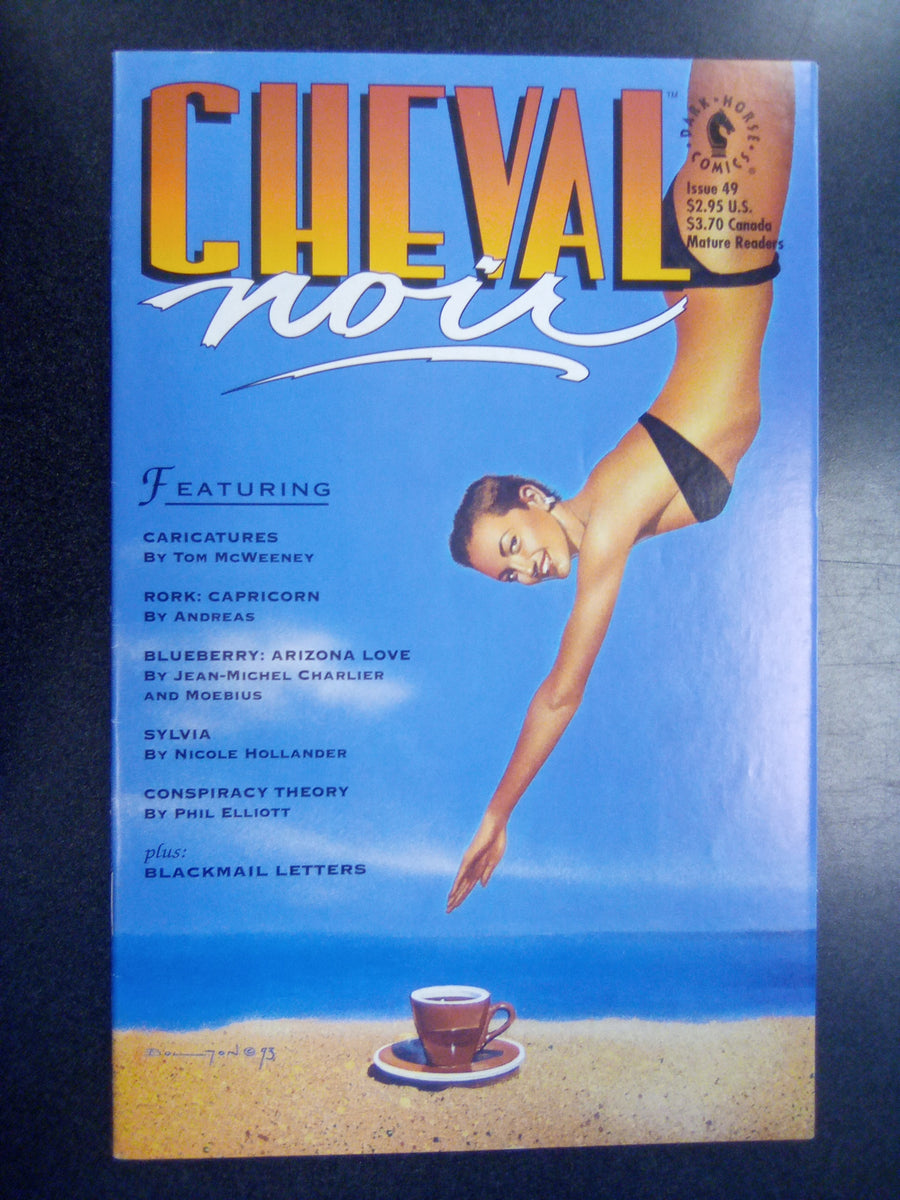 CHEVAL
noir
TM
DARK • HORSE
COMICS
®
Issue 49
$2.95 U.S.
$3.70 Canada
Mature Readers
FEATURING
CARICATURES
BY TOM MCWEENEY
RORK: CAPRICORN
BY ANDREAS
BLUEBERRY: ARIZONA LOVE
BY JEAN-MICHEL CHARLIER
AND MOEBIUS
SYLVIA
BY NICOLE HOLLANDER
CONSPIRACY THEORY
BY PHIL ELLIOTT
plus:
BLACKMAIL LETTERS
BOLTON © 93